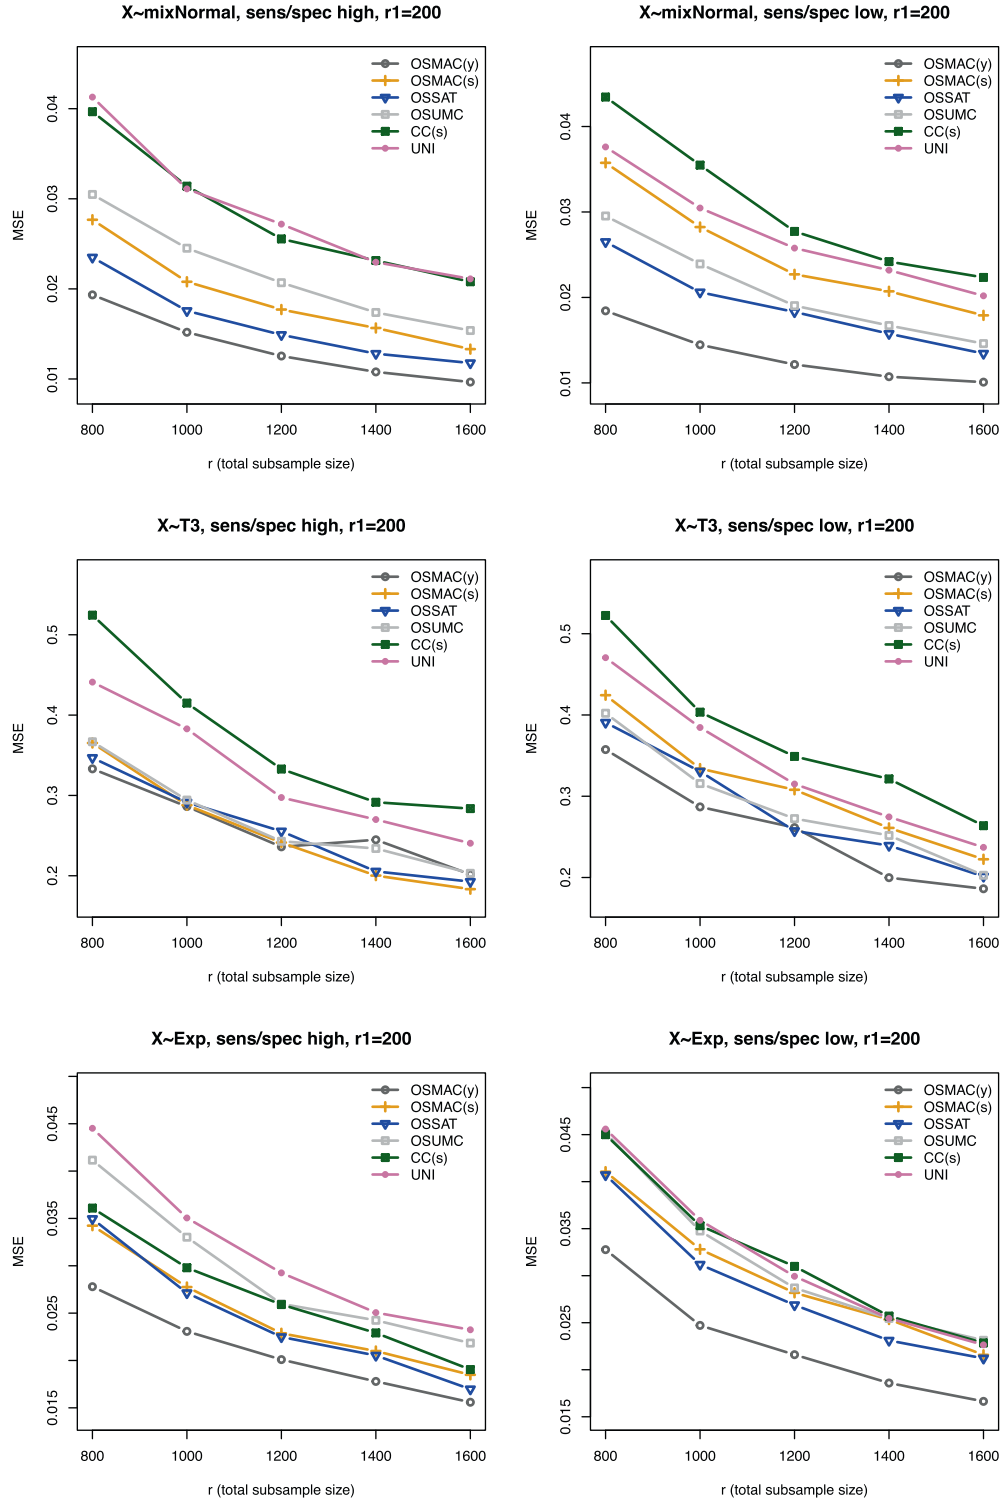 X~mixNormal, sens/spec high, r1=200
OSMAC(y)
OSMAC(s)
OSSAT
OSUMC
CC(s)
UNI
MSE
0.04
0.03
0.02
0.01
800 1000 1200 1400 1600
r (total subsample size)
X~mixNormal, sens/spec low, r1=200
OSMAC(y)
OSMAC(s)
OSSAT
OSUMC
CC(s)
UNI
MSE
0.04
0.03
0.02
0.01
800 1000 1200 1400 1600
r (total subsample size)
X~T3, sens/spec high, r1=200
OSMAC(y)
OSMAC(s)
OSSAT
OSUMC
CC(s)
UNI
MSE
0.5
0.4
0.3
0.2
800 1000 1200 1400 1600
r (total subsample size)
X~T3, sens/spec low, r1=200
OSMAC(y)
OSMAC(s)
OSSAT
OSUMC
CC(s)
UNI
MSE
0.5
0.4
0.3
0.2
800 1000 1200 1400 1600
r (total subsample size)
X~Exp, sens/spec high, r1=200
OSMAC(y)
OSMAC(s)
OSSAT
OSUMC
CC(s)
UNI
MSE
0.045
0.035
0.025
0.015
800 1000 1200 1400 1600
r (total subsample size)
X~Exp, sens/spec low, r1=200
OSMAC(y)
OSMAC(s)
OSSAT
OSUMC
CC(s)
UNI
MSE
0.045
0.035
0.025
0.015
800 1000 1200 1400 1600
r (total subsample size)